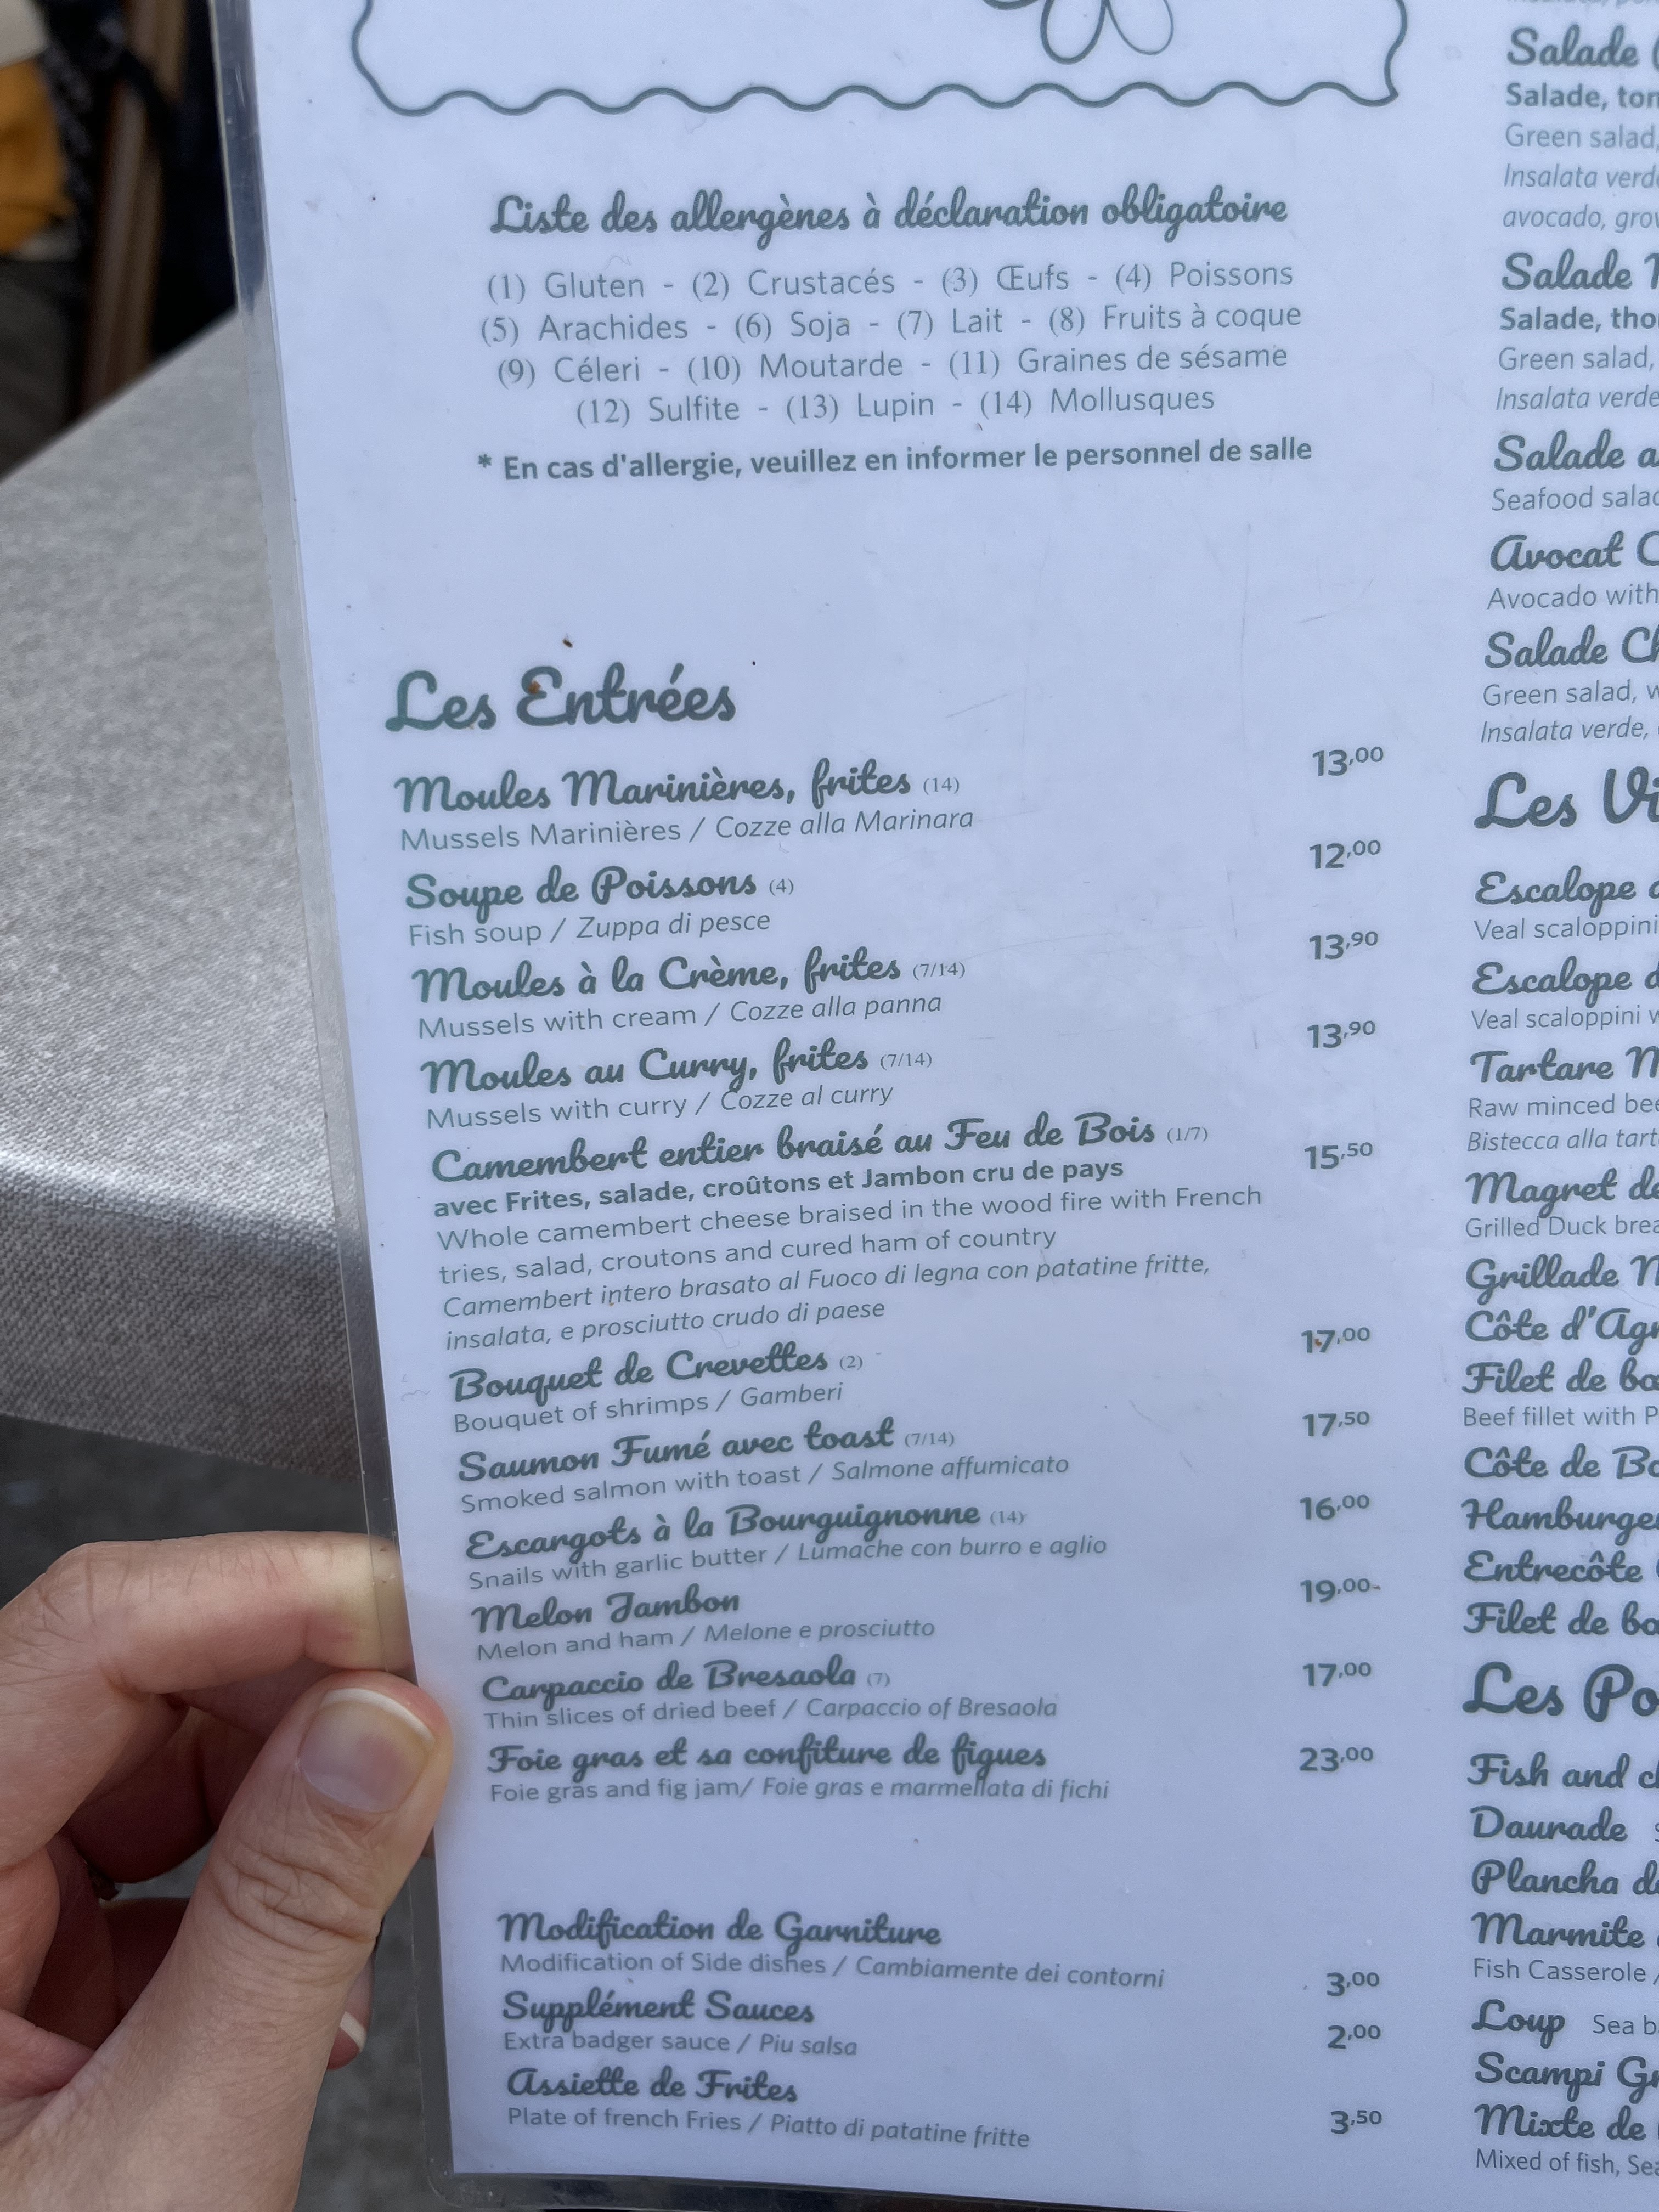 Liste des allergènes à déclaration obligatoire
(1) Gluten - (2) Crustacés - (3) Œufs - (4) Poissons
(5) Arachides - (6) Soja - (7) Lait - (8) Fruits à coque
(9) Céleri - (10) Moutarde - (11) Graines de sésame
(12) Sulfite - (13) Lupin - (14) Mollusques
* En cas d'allergie, veuillez en informer le personnel de salle
Les Entrées
Moules Marinières, frites (14) 13,00
Mussels Marinières / Cozze alla Marinara
Soupe de Poissons (4) 12,00
Fish soup / Zuppa di pesce
Moules à la Crème, frites (7/14) 13,90
Mussels with cream / Cozze alla panna
Moules au Curry, frites (7/14) 13,90
Mussels with curry / Cozze al curry
Camembert entier braisé au Feu de Bois (1/7) 15,50
avec Frites, salade, croûtons et Jambon cru de pays
Whole camembert cheese braised in the wood fire with French
tries, salad, croutons and cured ham of country
Camembert intero brasato al Fuoco di legna con patatine fritte,
insalata, e prosciutto crudo di paese
Bouquet de Crevettes (2) 17,00
Bouquet of shrimps / Gamberi
Saumon Fumé avec toast (7/14) 17,50
Smoked salmon with toast / Salmone affumicato
Escargots à la Bourguignonne (14) 16,00
Snails with garlic butter / Lumache con burro e aglio
Melon Jambon 19,00
Melon and ham / Melone e prosciutto
Carpaccio de Bresaola (7) 17,00
Thin slices of dried beef / Carpaccio of Bresaola
Foie gras et sa confiture de figues 23,00
Foie gras and fig jam/ Foie gras e marmellata di fichi
Modification de Garniture
Modification of Side dishes / Cambiamente dei contorni 3,00
Supplément Sauces
Extra badger sauce / Piu salsa 2,00
Assiette de Frites
Plate of french Fries / Piatto di patatine fritte 3,50
Salade
Salade,
Green salad,
Insalata
avocado,
Salade
Salade,
Green salad,
Insalata verde
Salade
Seafood
Avocat
Avocado with
Salade
Green salad,
Insalata verde,
Les
Escalope
Veal scaloppini
Escalope
Veal scaloppini
Tartare
Raw minced
Bistecca alla
Magret
Grilled Duck
Grillade
Côte
Filet de
Beef fillet with
Côte de
Entrecôte
Filet de
Les
Fish and
Daurade
Plancha
Marmite
Fish Casserole /
Loup Sea
Scampi
Mixte de
Mixed of fish,